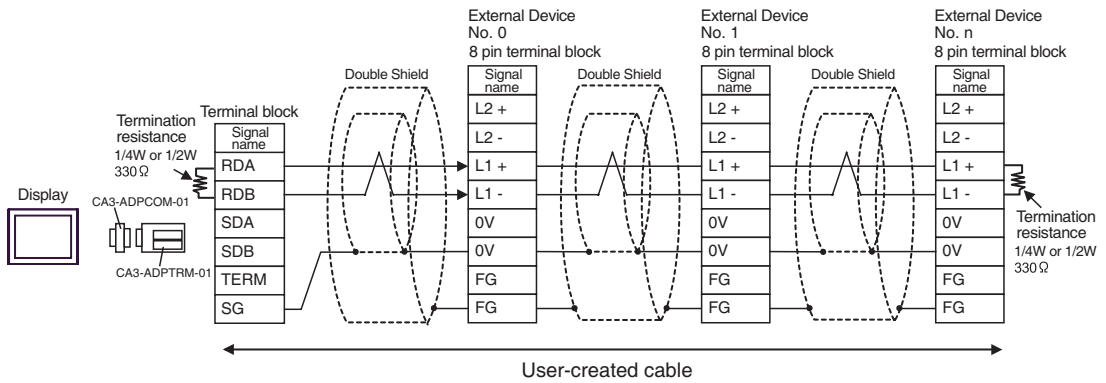 External Device
No. 0
8 pin terminal block
External Device
No. 1
8 pin terminal block
External Device
No. n
8 pin terminal block
Double Shield
Double Shield
Double Shield
Signal
name
L2 +
L2 -
L1 +
L1 -
0V
0V
FG
FG
Signal
name
L2 +
L2 -
L1 +
L1 -
0V
0V
FG
FG
Signal
name
L2 +
L2 -
L1 +
L1 -
0V
0V
FG
FG
Terminal block
Signal
name
RDA
RDB
SDA
SDB
TERM
SG
Termination
resistance
1/4W or 1/2W
330Ω
Display
CA3-ADPCOM-01
CA3-ADPTRM-01
Termination
resistance
1/4W or 1/2W
330Ω
User-created cable